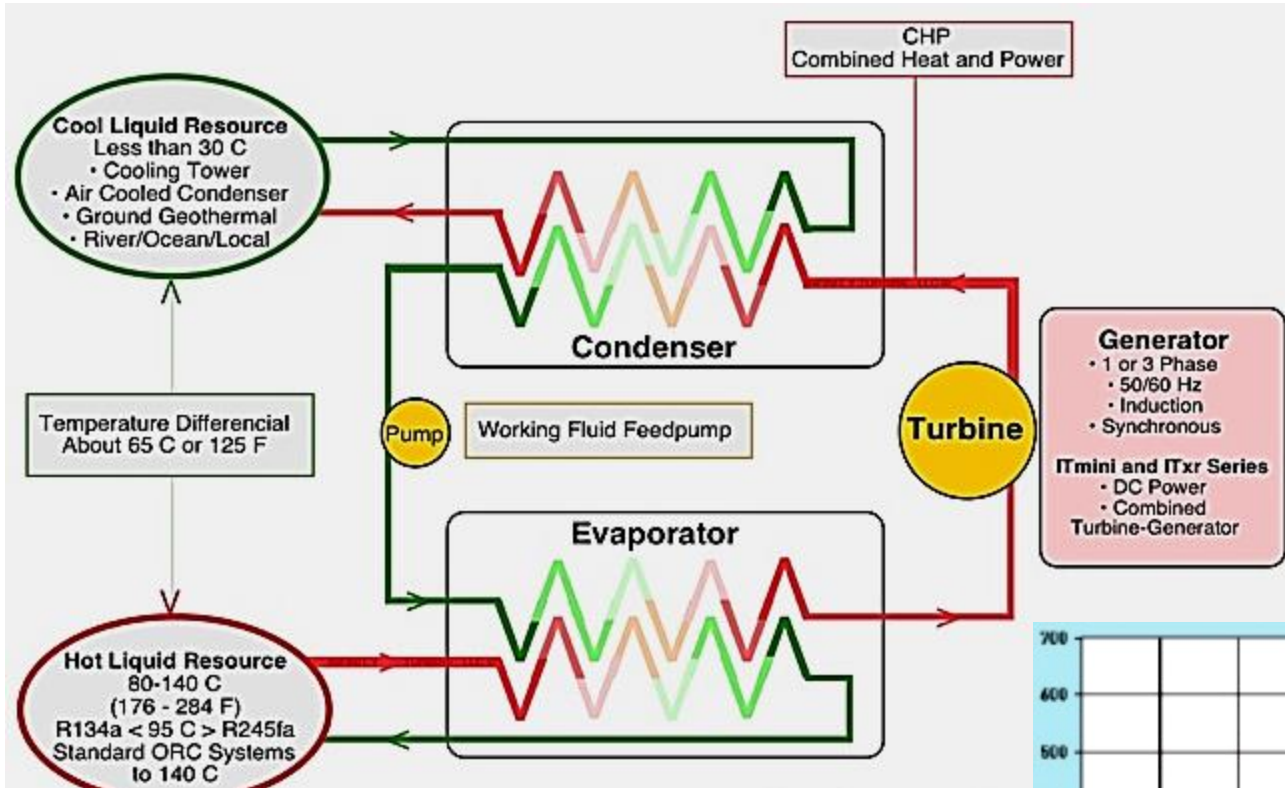 CHP
Combined Heat and Power
Cool Liquid Resource
Less than 30 C
• Cooling Tower
• Air Cooled Condenser
• Ground Geothermal
• River/Ocean/Local
Condenser
Temperature Differencial
About 65 C or 125 F
Pump
Working Fluid Feedpump
Turbine
Generator
• 1 or 3 Phase
• 50/60 Hz
• Induction
• Synchronous
ITmini and ITxr Series
• DC Power
• Combined
Turbine-Generator
Evaporator
Hot Liquid Resource
80-140 C
(176 - 284 F)
R134a < 95 C > R245fa
Standard ORC Systems
to 140 C
700
600
500